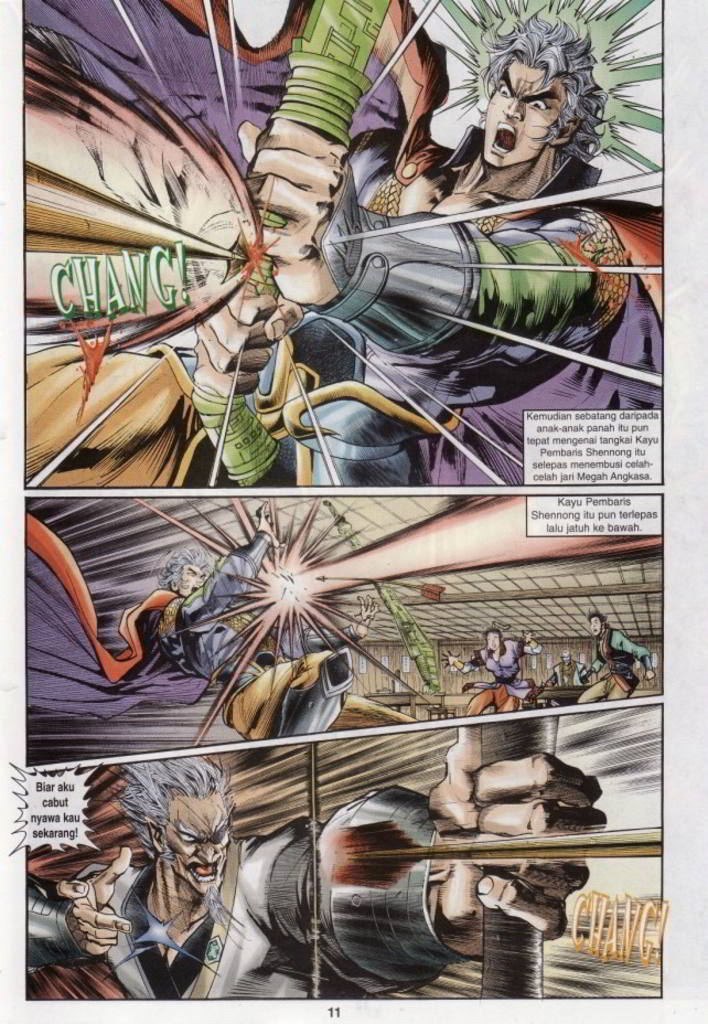 CHANG!
Kemudian sebatang daripada
anak-anak panah itu pun
tepat mengenai tangkai Kayu
Pembaris Shennong itu
selepas menembusi celah-
celah jari Megah Angkasa.
Kayu Pembaris
Shennong itu pun terlepas
lalu jatuh ke bawah.
Biar aku
cabut
nyawa kau
sekarang!
CHANG!
11